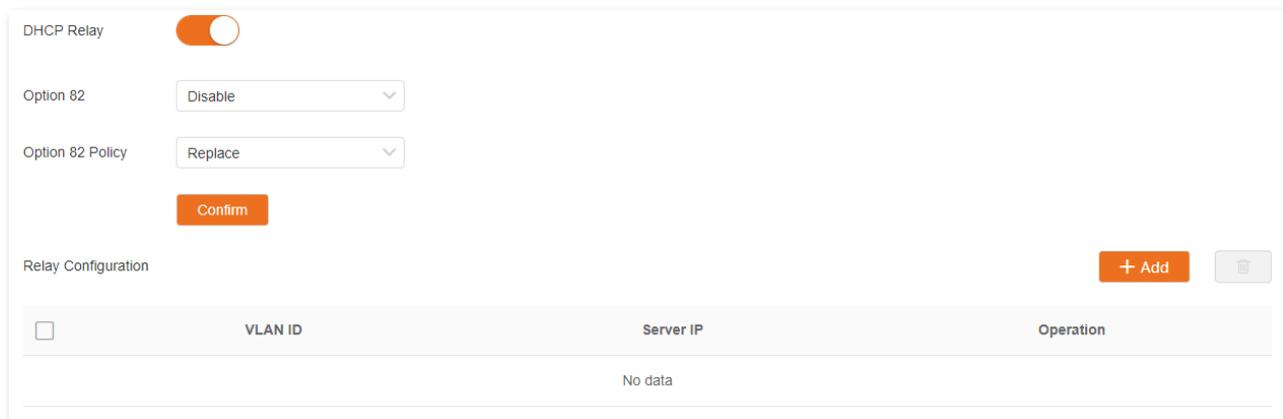 DHCP Relay
Option 82 Disable
Option 82 Policy Replace
Confirm
Relay Configuration + Add
VLAN ID Server IP Operation
No data